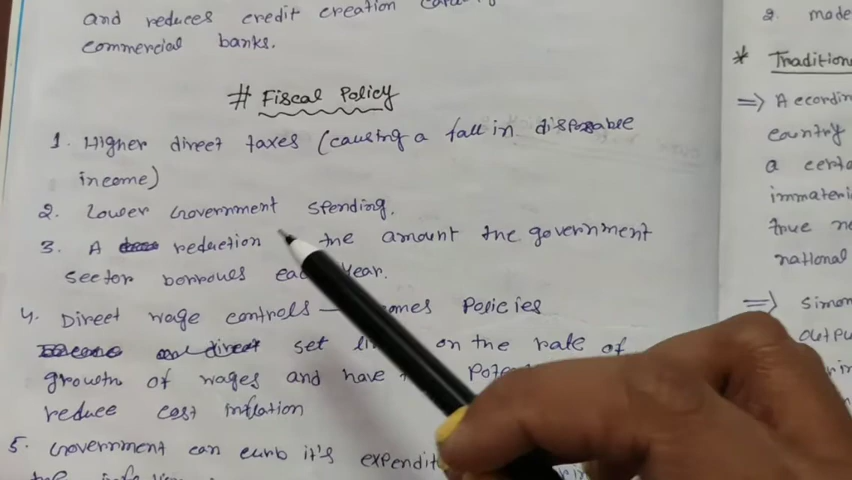 and reduces credit creation
commercial banks.
# Fiscal Policy
1. Higher direct taxes (causing a fall in disposable
income)
2. Lower Government spending.
3. A reduction the amount the government
sector borrows each year.
4. Direct wage controls — Policies
set on the rate of
growth of wages and have
reduce cost inflation
5. Government can curb it's
2. made
* Tradition
=>
country
a certa
immateri
true n
national
=> Simon
outpu